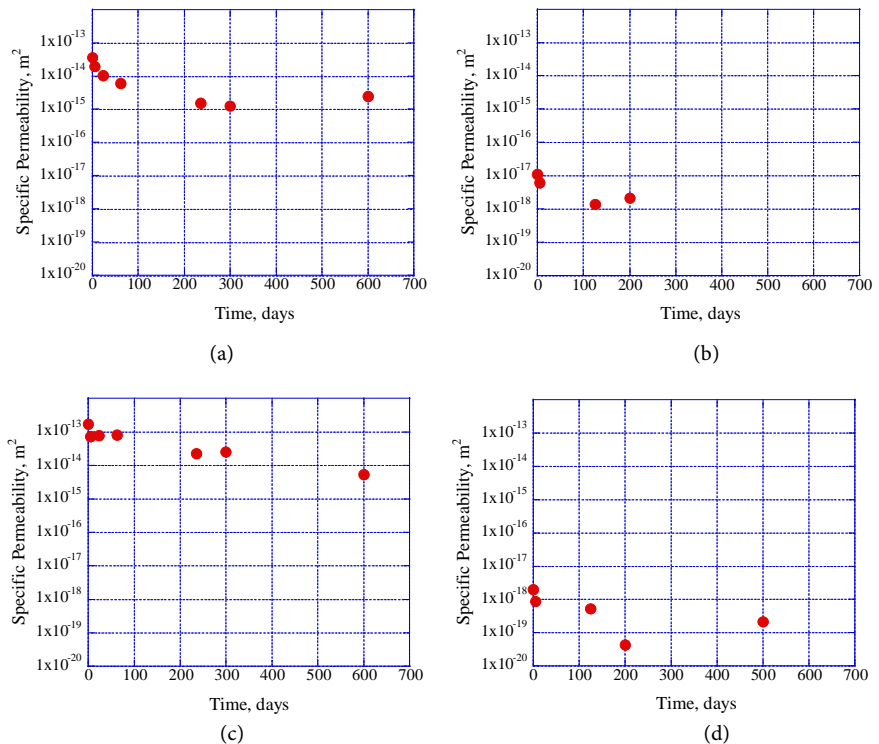 Specific Permeability, m²
1x10⁻¹³
1x10⁻¹⁴
1x10⁻¹⁵
1x10⁻¹⁶
1x10⁻¹⁷
1x10⁻¹⁸
1x10⁻¹⁹
1x10⁻²⁰
0 100 200 300 400 500 600 700
Time, days
(a)
Specific Permeability, m²
1x10⁻¹³
1x10⁻¹⁴
1x10⁻¹⁵
1x10⁻¹⁶
1x10⁻¹⁷
1x10⁻¹⁸
1x10⁻¹⁹
1x10⁻²⁰
0 100 200 300 400 500 600 700
Time, days
(b)
Specific Permeability, m²
1x10⁻¹³
1x10⁻¹⁴
1x10⁻¹⁵
1x10⁻¹⁶
1x10⁻¹⁷
1x10⁻¹⁸
1x10⁻¹⁹
1x10⁻²⁰
0 100 200 300 400 500 600 700
Time, days
(c)
Specific Permeability, m²
1x10⁻¹³
1x10⁻¹⁴
1x10⁻¹⁵
1x10⁻¹⁶
1x10⁻¹⁷
1x10⁻¹⁸
1x10⁻¹⁹
1x10⁻²⁰
0 100 200 300 400 500 600 700
Time, days
(d)